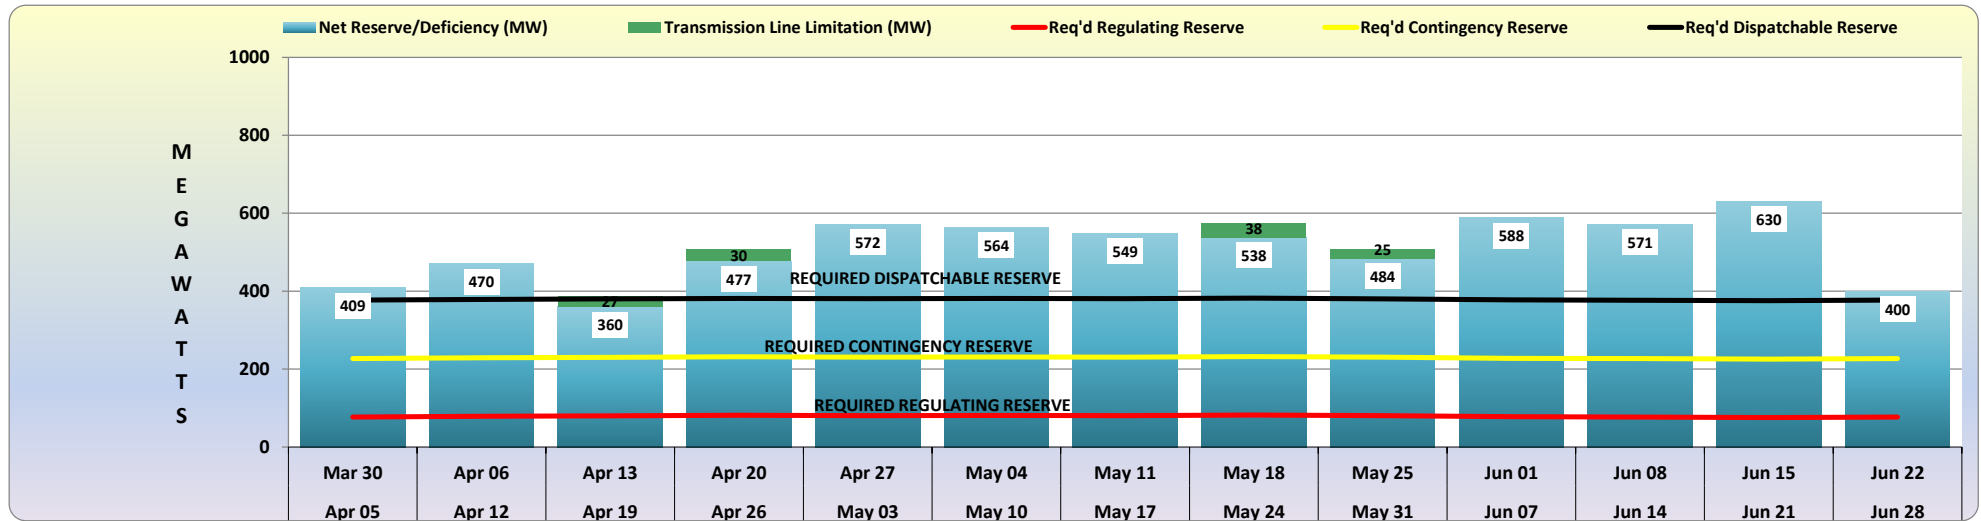 Net Reserve/Deficiency (MW) Transmission Line Limitation (MW) Req'd Regulating Reserve Req'd Contingency Reserve Req'd Dispatchable Reserve
1000
800
600
400
200
0
MEGAWATTS
409 470 360 477 572 564 549 538 484 588 571 630 400
27 30 38 25
REQUIRED DISPATCHABLE RESERVE
REQUIRED CONTINGENCY RESERVE
REQUIRED REGULATING RESERVE
Mar 30 Apr 06 Apr 13 Apr 20 Apr 27 May 04 May 11 May 18 May 25 Jun 01 Jun 08 Jun 15 Jun 22
Apr 05 Apr 12 Apr 19 Apr 26 May 03 May 10 May 17 May 24 May 31 Jun 07 Jun 14 Jun 21 Jun 28